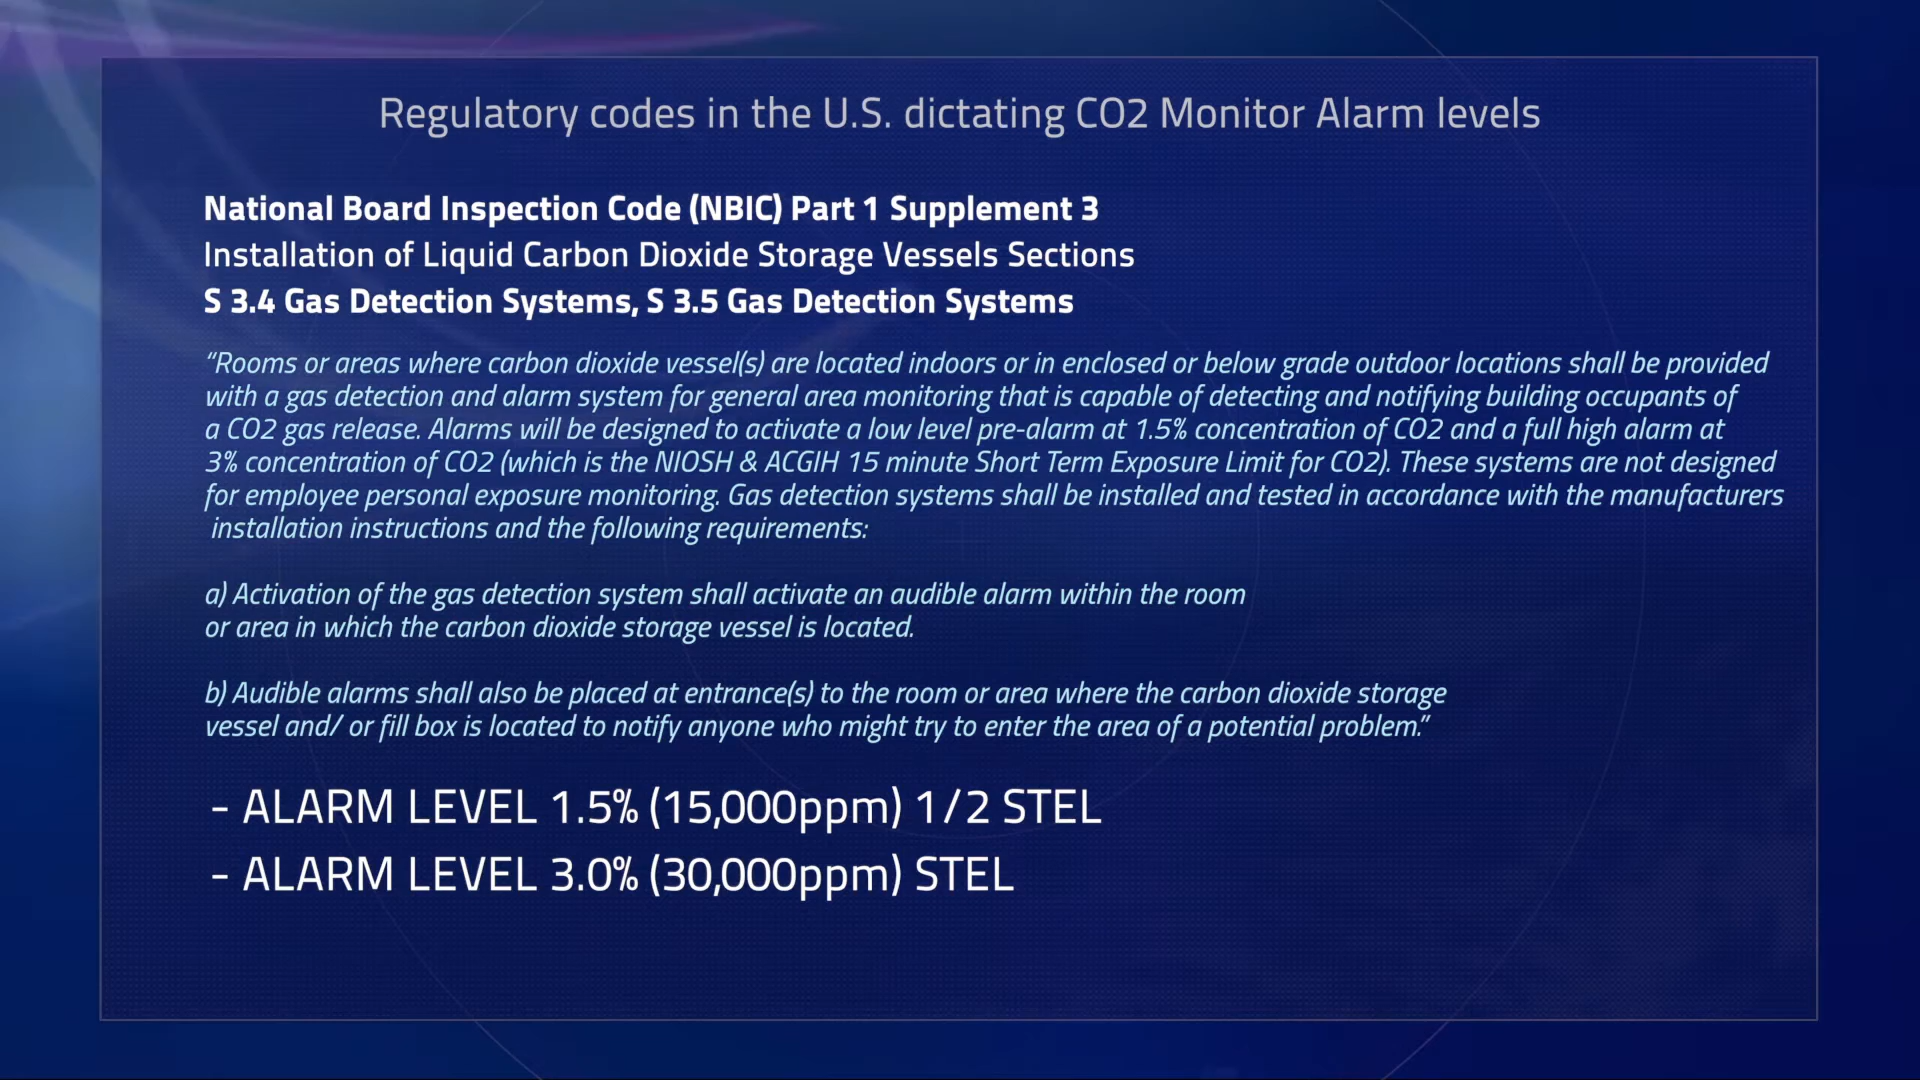 Regulatory codes in the U.S. dictating CO2 Monitor Alarm levels
National Board Inspection Code (NBIC) Part 1 Supplement 3
Installation of Liquid Carbon Dioxide Storage Vessels Sections
S 3.4 Gas Detection Systems, S 3.5 Gas Detection Systems
“Rooms or areas where carbon dioxide vessel(s) are located indoors or in enclosed or below grade outdoor locations shall be provided
with a gas detection and alarm system for general area monitoring that is capable of detecting and notifying building occupants of
a CO2 gas release. Alarms will be designed to activate a low level pre-alarm at 1.5% concentration of CO2 and a full high alarm at
3% concentration of CO2 (which is the NIOSH & ACGIH 15 minute Short Term Exposure Limit for CO2). These systems are not designed
for employee personal exposure monitoring. Gas detection systems shall be installed and tested in accordance with the manufacturers
installation instructions and the following requirements:
a) Activation of the gas detection system shall activate an audible alarm within the room
or area in which the carbon dioxide storage vessel is located.
b) Audible alarms shall also be placed at entrance(s) to the room or area where the carbon dioxide storage
vessel and/ or fill box is located to notify anyone who might try to enter the area of a potential problem.”
- ALARM LEVEL 1.5% (15,000ppm) 1/2 STEL
- ALARM LEVEL 3.0% (30,000ppm) STEL